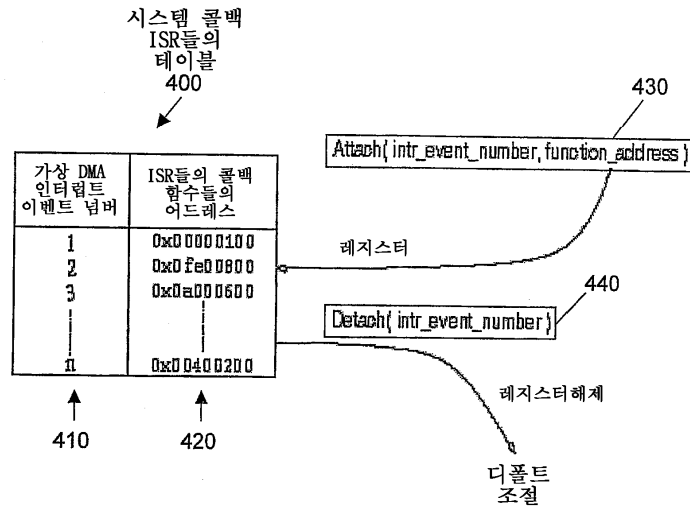 시스템 콜백
ISR들의
테이블
400
430
Attach( intr_event_number, function_address )
가상 DMA
인터럽트
이벤트 넘버
ISR들의 콜백
함수들의
어드레스
1 0x00000100
2 0x0fe00800
3 0x0a000600
n 0x00400200
레지스터
440
Detach( intr_event_number )
레지스터해제
410
420
디폴트
조절